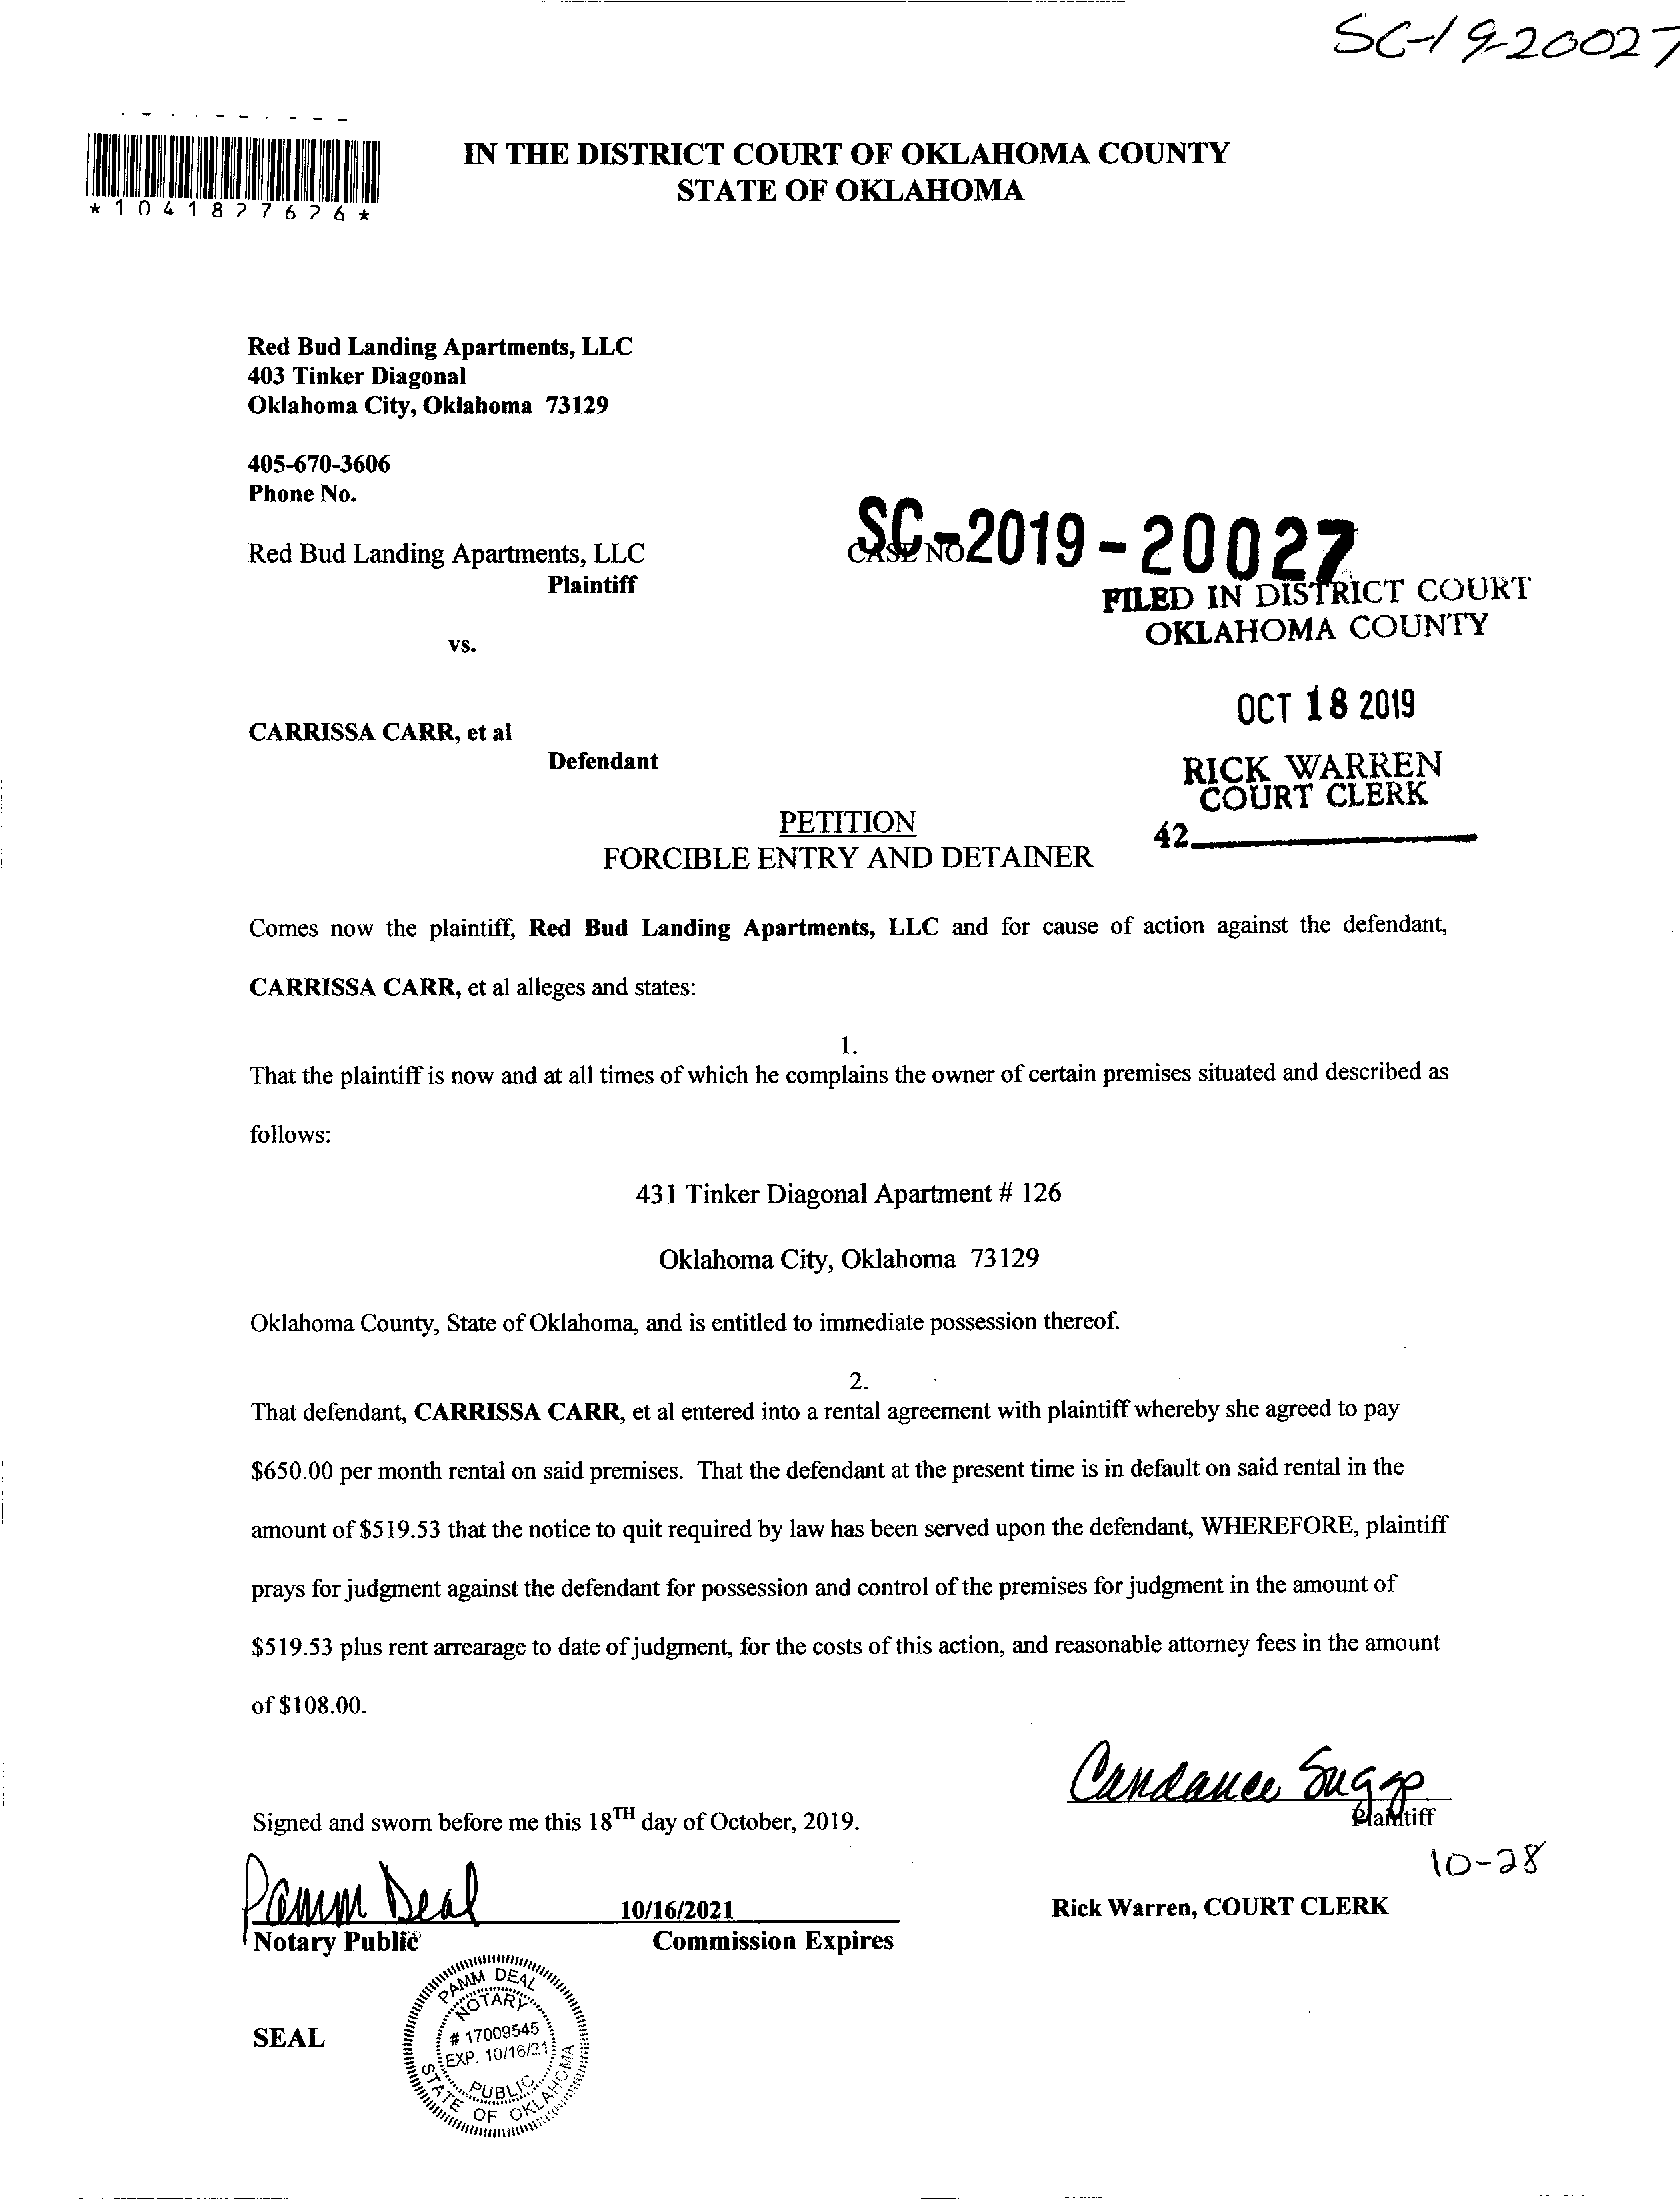 SC-19-20027
*1041877676*
IN THE DISTRICT COURT OF OKLAHOMA COUNTY
STATE OF OKLAHOMA
Red Bud Landing Apartments, LLC
403 Tinker Diagonal
Oklahoma City, Oklahoma 73129
405-670-3606
Phone No.
Red Bud Landing Apartments, LLC
Plaintiff
CASE NO.
SC-2019-20027
FILED IN DISTRICT COURT
OKLAHOMA COUNTY
vs.
OCT 18 2019
CARRISSA CARR, et al
Defendant
RICK WARREN
COURT CLERK
42
PETITION
FORCIBLE ENTRY AND DETAINER
Comes now the plaintiff, Red Bud Landing Apartments, LLC and for cause of action against the defendant,
CARRISSA CARR, et al alleges and states:
1.
That the plaintiff is now and at all times of which he complains the owner of certain premises situated and described as
follows:
431 Tinker Diagonal Apartment # 126
Oklahoma City, Oklahoma 73129
Oklahoma County, State of Oklahoma, and is entitled to immediate possession thereof.
2.
That defendant, CARRISSA CARR, et al entered into a rental agreement with plaintiff whereby she agreed to pay
$650.00 per month rental on said premises. That the defendant at the present time is in default on said rental in the
amount of $519.53 that the notice to quit required by law has been served upon the defendant, WHEREFORE, plaintiff
prays for judgment against the defendant for possession and control of the premises for judgment in the amount of
$519.53 plus rent arrearage to date of judgment, for the costs of this action, and reasonable attorney fees in the amount
of $108.00.
Candance Suggs
Plaintiff
Signed and sworn before me this 18TH day of October, 2019.
10-28
Pamm Deal
10/16/2021
Rick Warren, COURT CLERK
Notary Public
Commission Expires
SEAL
PAMM DEAL
NOTARY
# 17009545
EXP. 10/16/21
PUBLIC
STATE OF OKLAHOMA